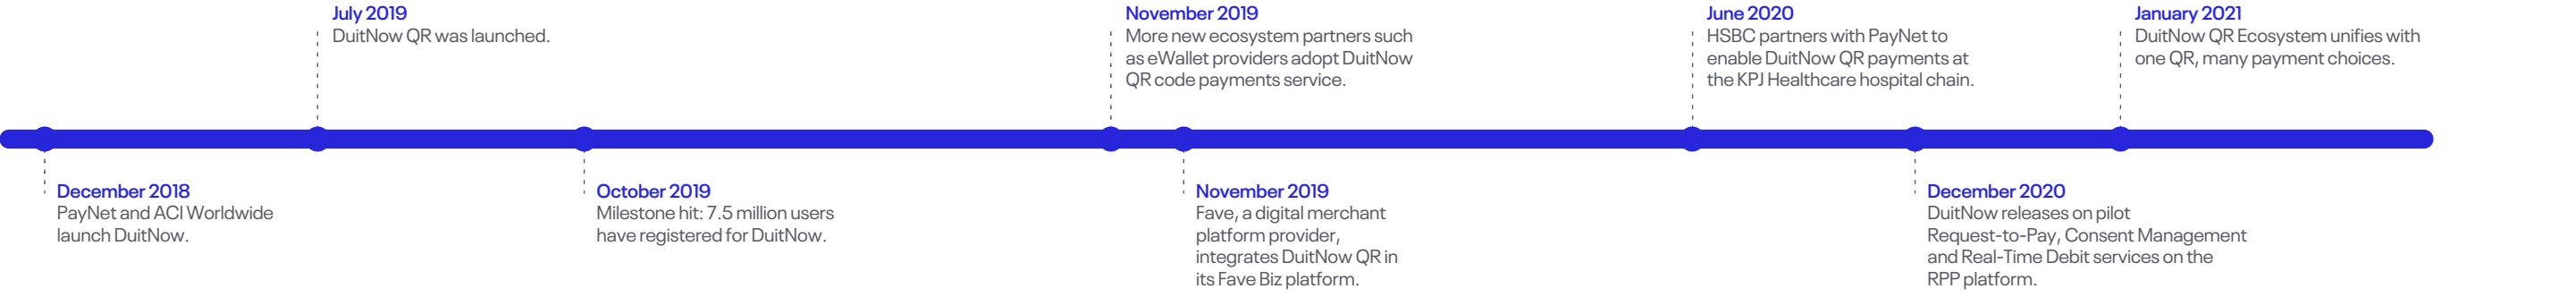 July 2019
DuitNow QR was launched.
November 2019
More new ecosystem partners such
as eWallet providers adopt DuitNow
QR code payments service.
June 2020
HSBC partners with PayNet to
enable DuitNow QR payments at
the KPJ Healthcare hospital chain.
January 2021
DuitNow QR Ecosystem unifies with
one QR, many payment choices.
December 2018
PayNet and ACI Worldwide
launch DuitNow.
October 2019
Milestone hit: 7.5 million users
have registered for DuitNow.
November 2019
Fave, a digital merchant
platform provider,
integrates DuitNow QR in
its Fave Biz platform.
December 2020
DuitNow releases on pilot
Request-to-Pay, Consent Management
and Real-Time Debit services on the
RPP platform.